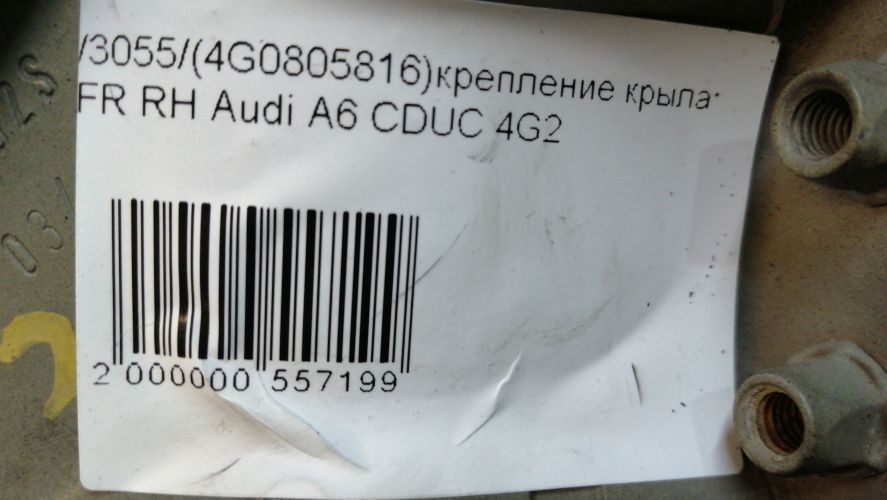 /3055/(4G0805816)крепление крыла
FR RH Audi A6 CDUC 4G2
2 000000 557199